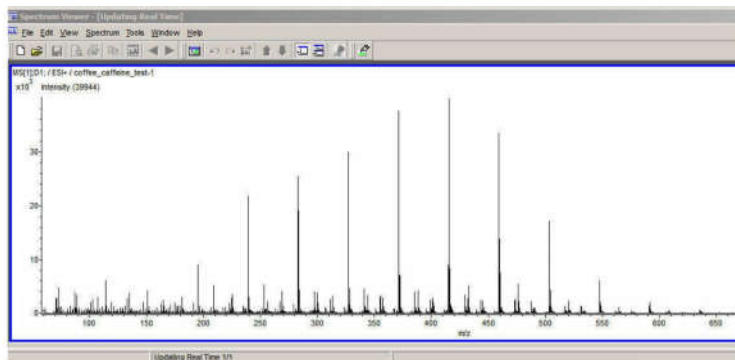 Spectrum Viewer - [Updating Real Time]
File Edit View Spectrum Tools Window Help
MS[1];D1; / ESI+ / coffee_caffeine_test-1
x10³ Intensity (39944)
30
20
10
0
100 150 200 250 300 350 400 450 500 550 600 650
m/z
Updating Real Time 1/1